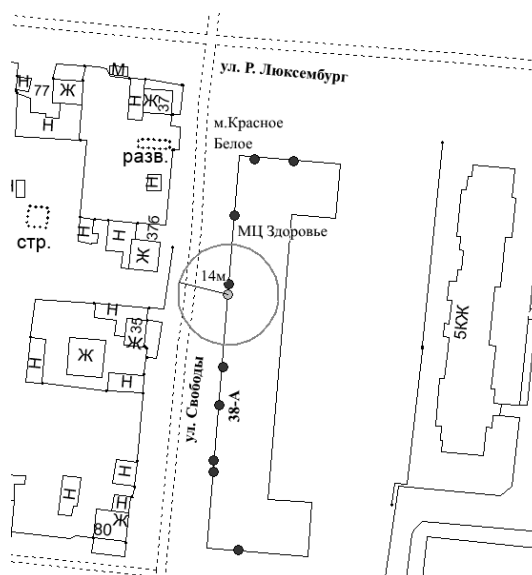 ул. Р. Люксембург
М
Н
77
Ж
Н
Ж
37
Н
м.Красное
Белое
разв.
Н
Н
стр.
Н
Н
37б
Ж
МЦ Здоровье
14м
Н
35
Ж
Ж
Н
Н
5КЖ
ул. Свободы
38-А
Н
Н
Н
Ж
80